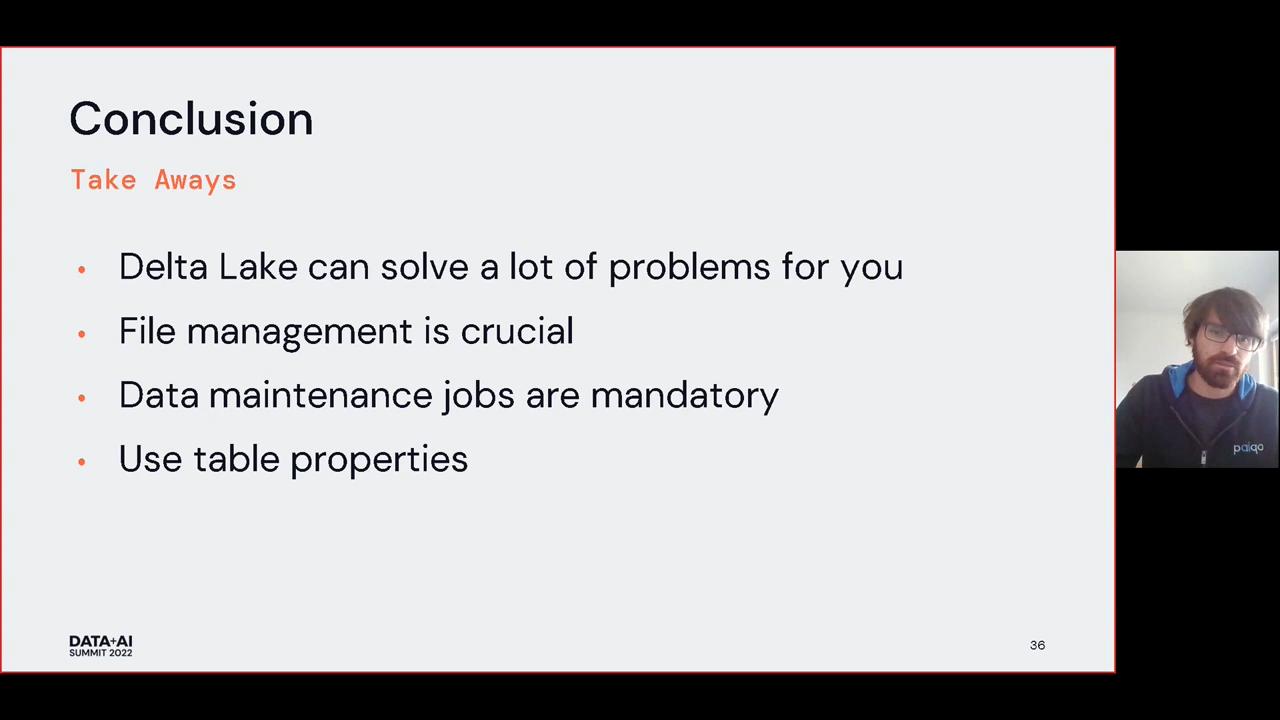 Conclusion
Take Aways
• Delta Lake can solve a lot of problems for you
• File management is crucial
• Data maintenance jobs are mandatory
• Use table properties
DATA+AI
SUMMIT 2022
36
paiqo